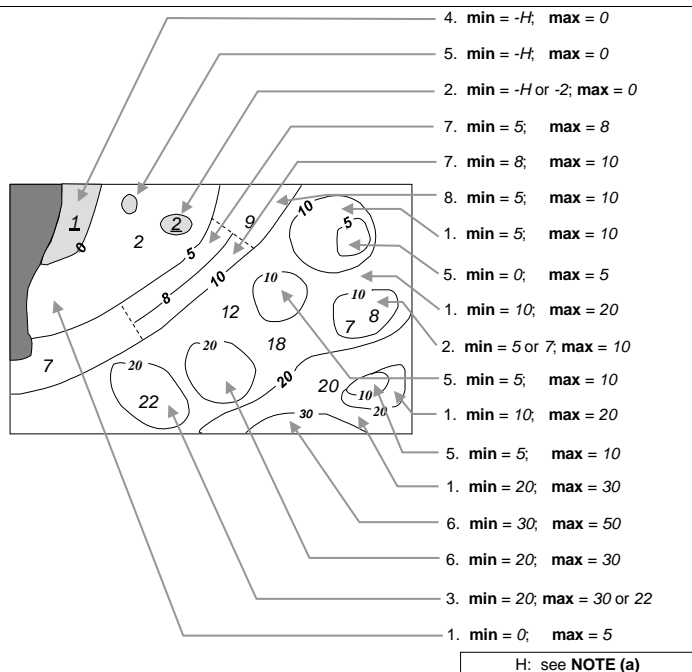 4. min = -H; max = 0
5. min = -H; max = 0
2. min = -H or -2; max = 0
7. min = 5; max = 8
7. min = 8; max = 10
8. min = 5; max = 10
1. min = 5; max = 10
5. min = 0; max = 5
1. min = 10; max = 20
2. min = 5 or 7; max = 10
5. min = 5; max = 10
1. min = 10; max = 20
5. min = 5; max = 10
1. min = 20; max = 30
6. min = 30; max = 50
6. min = 20; max = 30
3. min = 20; max = 30 or 22
1. min = 0; max = 5
H: see NOTE (a)
1
0
2
2
9
10
5
5
8
10
10
12
10
7 8
7
20
20
18
22
20
20
10
20
30